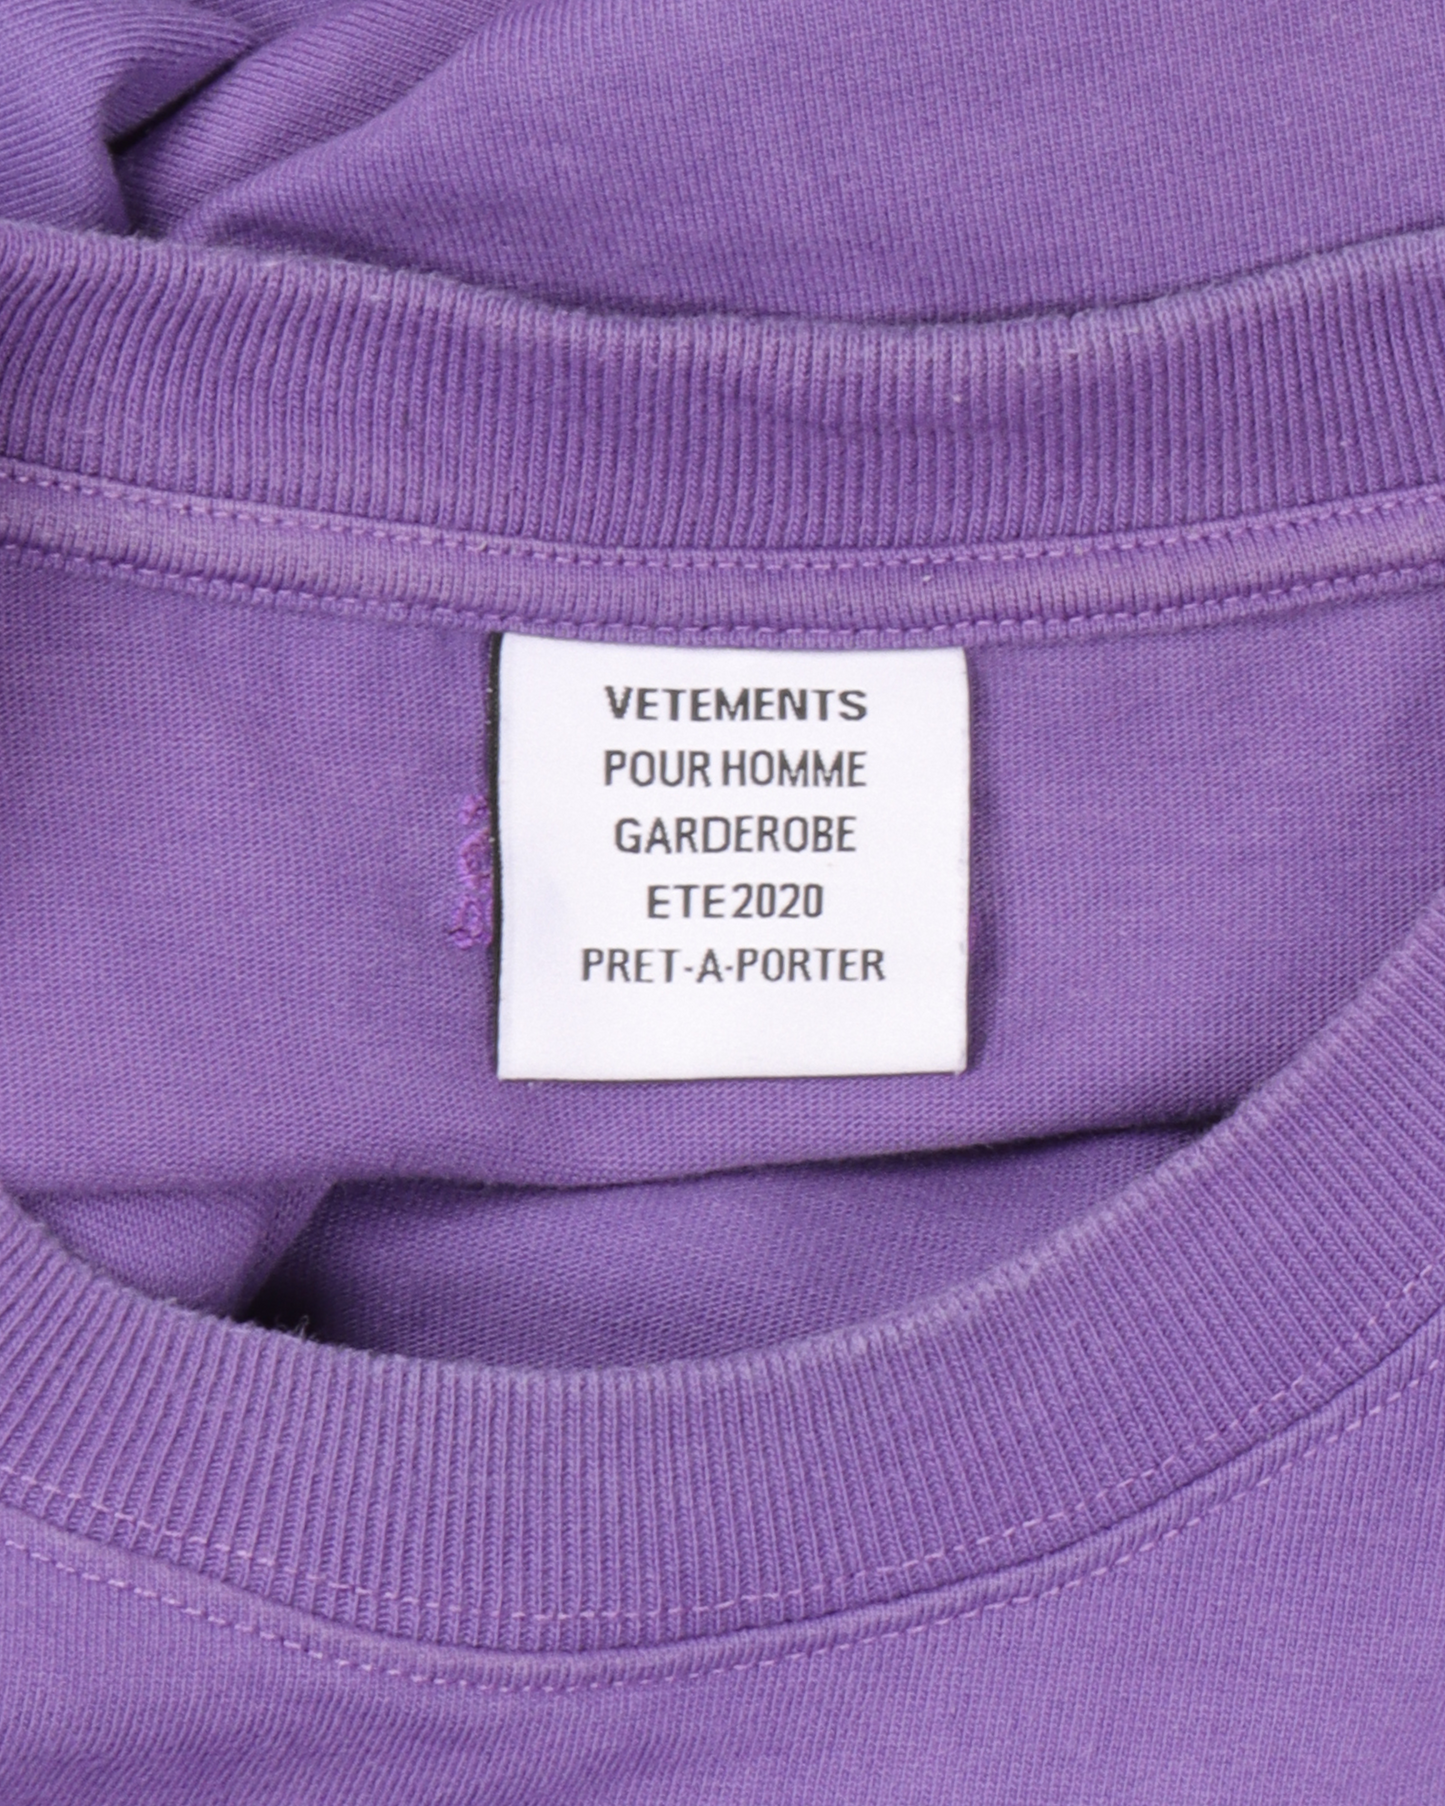 VETEMENTS
POUR HOMME
GARDEROBE
ETE 2020
PRET-A-PORTER